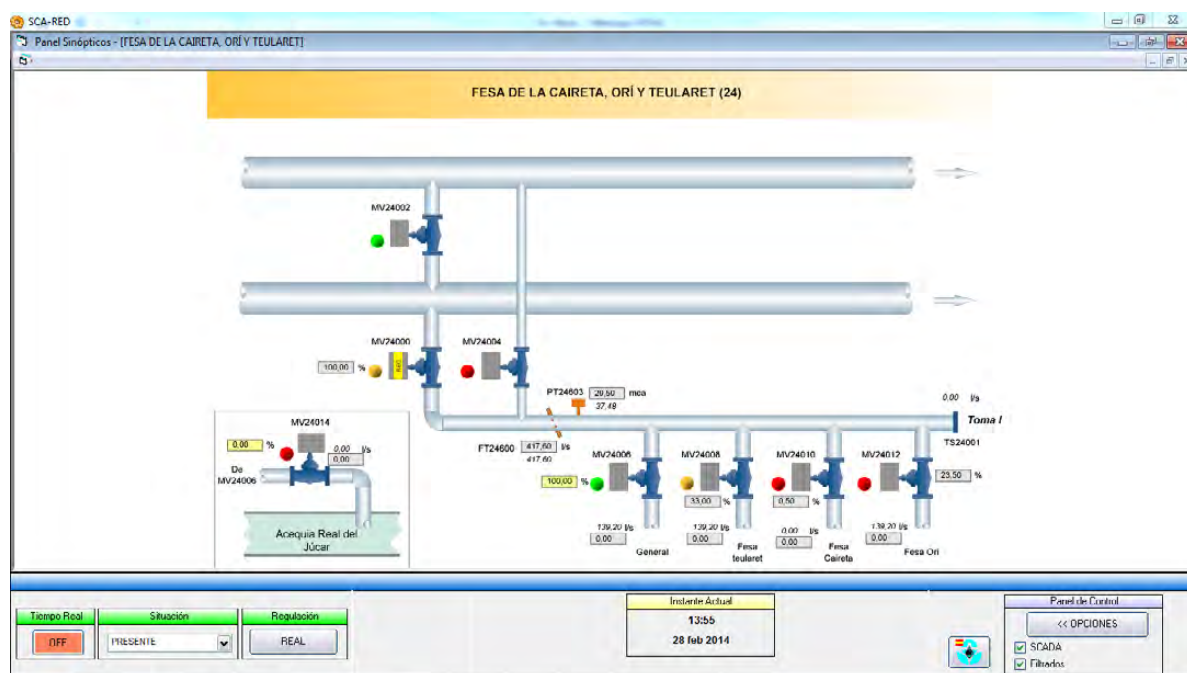 SCA-RED
Panel Sinópticos - [FESA DE LA CAIRETA, ORÍ Y TEULARET]
FESA DE LA CAIRETA, ORÍ Y TEULARET (24)
MV24002
MV24000
MV24004
100,00 %
PT24603 29,50 mca
37,48
0,00 l/s
Toma I
TS24001
MV24014
0,00 %
0,00 l/s
0,00
De
MV24006
Acequia Real del
Júcar
FT24600 417,60 l/s
417,60
MV24006
MV24008
MV24010
MV24012
100,00 %
33,00 %
0,50 %
23,50 %
139,20 l/s
0,00
General
139,20 l/s
0,00
Fesa
teularet
0,00 l/s
0,00
Fesa
Caireta
139,20 l/s
0,00
Fesa Orí
Tiempo Real
OFF
Situación
PRESENTE
Regulación
REAL
Instante Actual
13:55
28 feb 2014
Panel de Control
<< OPCIONES
SCADA
Filtrados